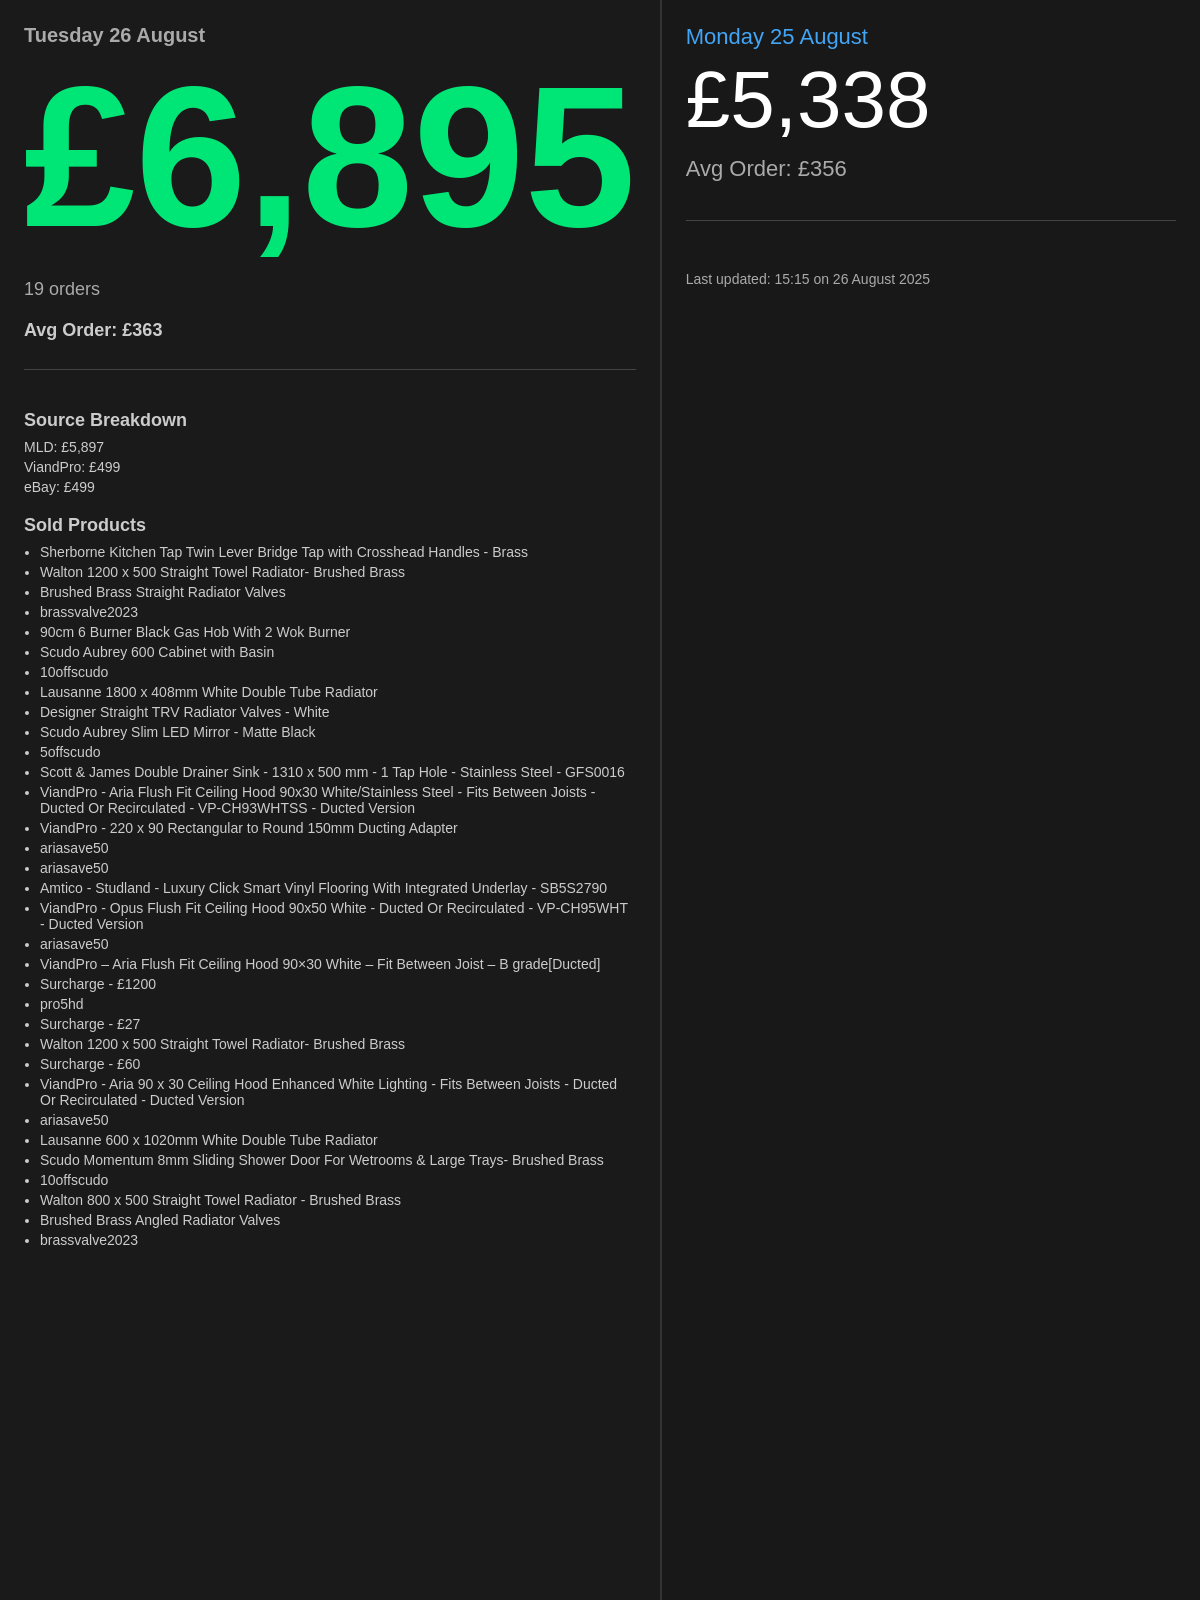 Tuesday 26 August
£6,895
19 orders
Avg Order: £363
Source Breakdown
MLD: £5,897
ViandPro: £499
eBay: £499
Sold Products
• Sherborne Kitchen Tap Twin Lever Bridge Tap with Crosshead Handles - Brass
• Walton 1200 x 500 Straight Towel Radiator- Brushed Brass
• Brushed Brass Straight Radiator Valves
• brassvalve2023
• 90cm 6 Burner Black Gas Hob With 2 Wok Burner
• Scudo Aubrey 600 Cabinet with Basin
• 10offscudo
• Lausanne 1800 x 408mm White Double Tube Radiator
• Designer Straight TRV Radiator Valves - White
• Scudo Aubrey Slim LED Mirror - Matte Black
• 5offscudo
• Scott & James Double Drainer Sink - 1310 x 500 mm - 1 Tap Hole - Stainless Steel - GFS0016
• ViandPro - Aria Flush Fit Ceiling Hood 90x30 White/Stainless Steel - Fits Between Joists -
Ducted Or Recirculated - VP-CH93WHTSS - Ducted Version
• ViandPro - 220 x 90 Rectangular to Round 150mm Ducting Adapter
• ariasave50
• ariasave50
• Amtico - Studland - Luxury Click Smart Vinyl Flooring With Integrated Underlay - SB5S2790
• ViandPro - Opus Flush Fit Ceiling Hood 90x50 White - Ducted Or Recirculated - VP-CH95WHT
- Ducted Version
• ariasave50
• ViandPro – Aria Flush Fit Ceiling Hood 90×30 White – Fit Between Joist – B grade[Ducted]
• Surcharge - £1200
• pro5hd
• Surcharge - £27
• Walton 1200 x 500 Straight Towel Radiator- Brushed Brass
• Surcharge - £60
• ViandPro - Aria 90 x 30 Ceiling Hood Enhanced White Lighting - Fits Between Joists - Ducted
Or Recirculated - Ducted Version
• ariasave50
• Lausanne 600 x 1020mm White Double Tube Radiator
• Scudo Momentum 8mm Sliding Shower Door For Wetrooms & Large Trays- Brushed Brass
• 10offscudo
• Walton 800 x 500 Straight Towel Radiator - Brushed Brass
• Brushed Brass Angled Radiator Valves
• brassvalve2023
Monday 25 August
£5,338
Avg Order: £356
Last updated: 15:15 on 26 August 2025